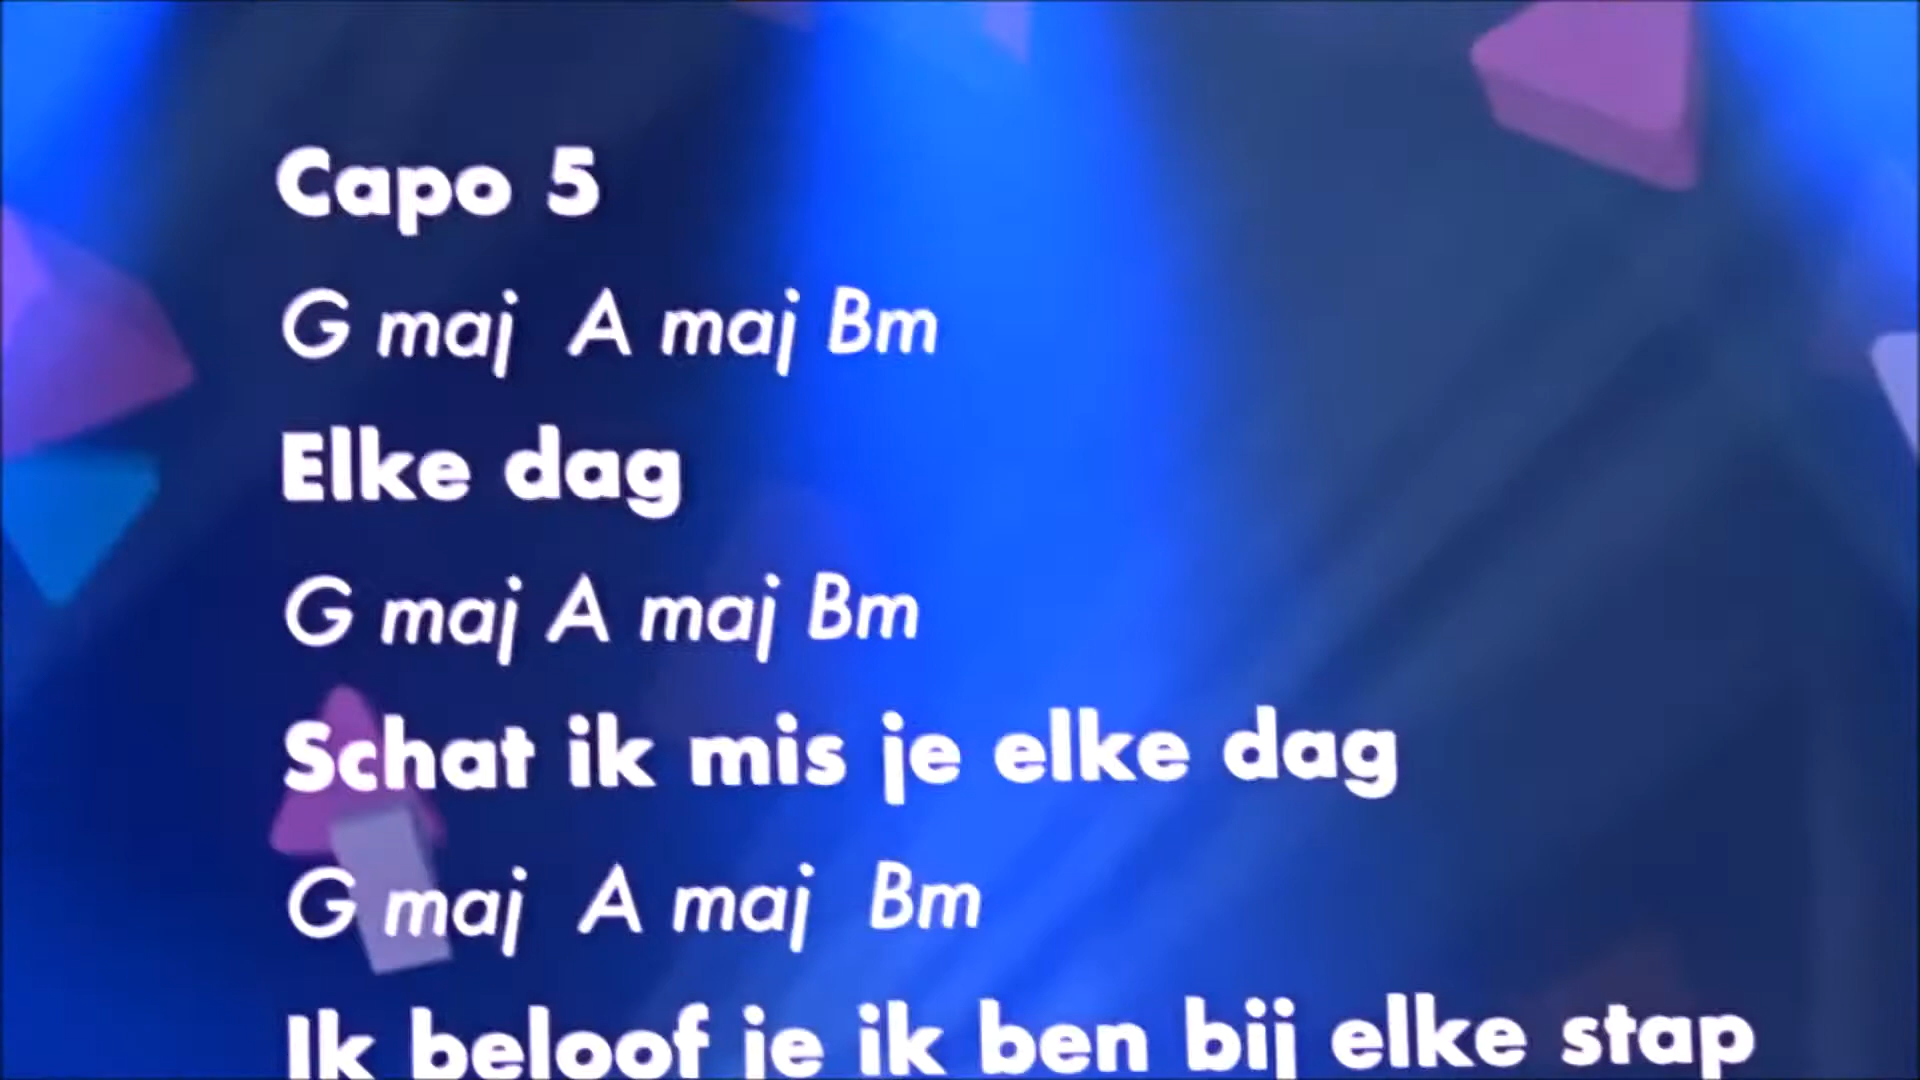 Capo 5
G maj A maj Bm
Elke dag
G maj A maj Bm
Schat ik mis je elke dag
G maj A maj Bm
Ik beloof je ik ben bij elke stap